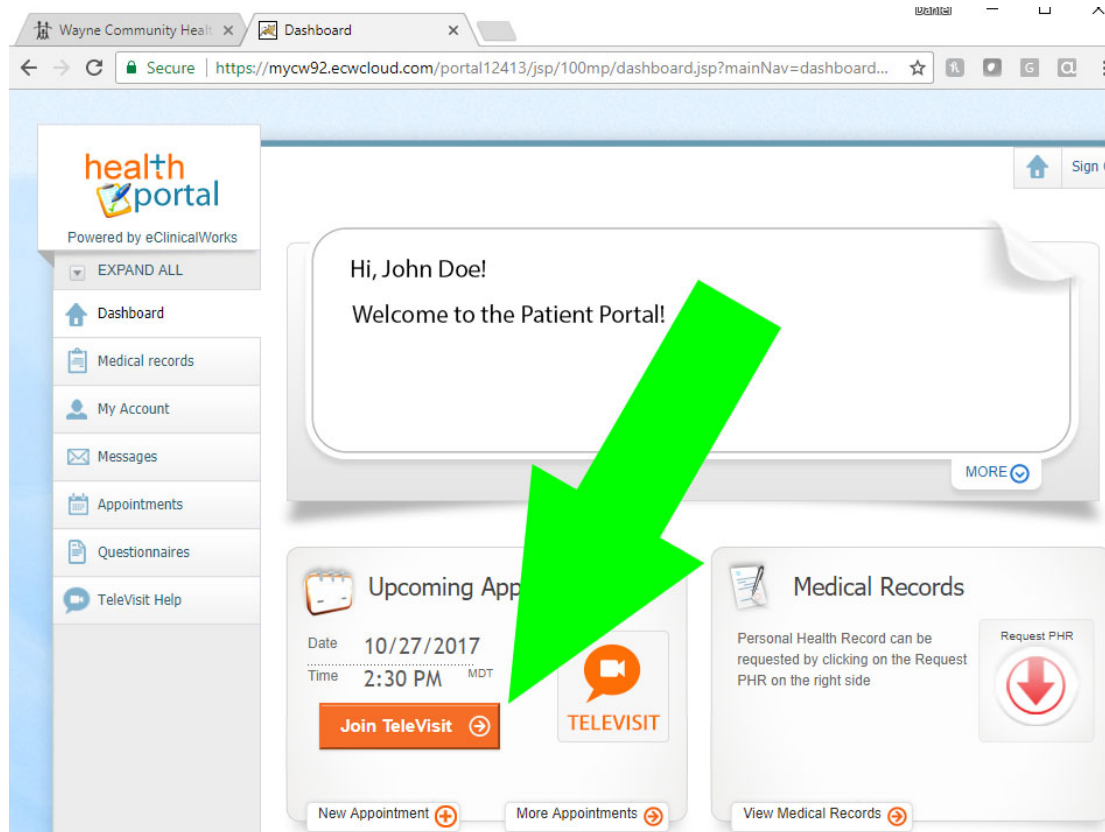 Daniel
Wayne Community Healt
Dashboard
Secure | https://mycw92.ecwcloud.com/portal12413/jsp/100mp/dashboard.jsp?mainNav=dashboard...
health
portal
Powered by eClinicalWorks
Sign
EXPAND ALL
Dashboard
Medical records
My Account
Messages
Appointments
Questionnaires
TeleVisit Help
Hi, John Doe!
Welcome to the Patient Portal!
MORE
Upcoming App
Date 10/27/2017
Time 2:30 PM MDT
Join TeleVisit
TELEVISIT
New Appointment
More Appointments
Medical Records
Personal Health Record can be
requested by clicking on the Request
PHR on the right side
Request PHR
View Medical Records